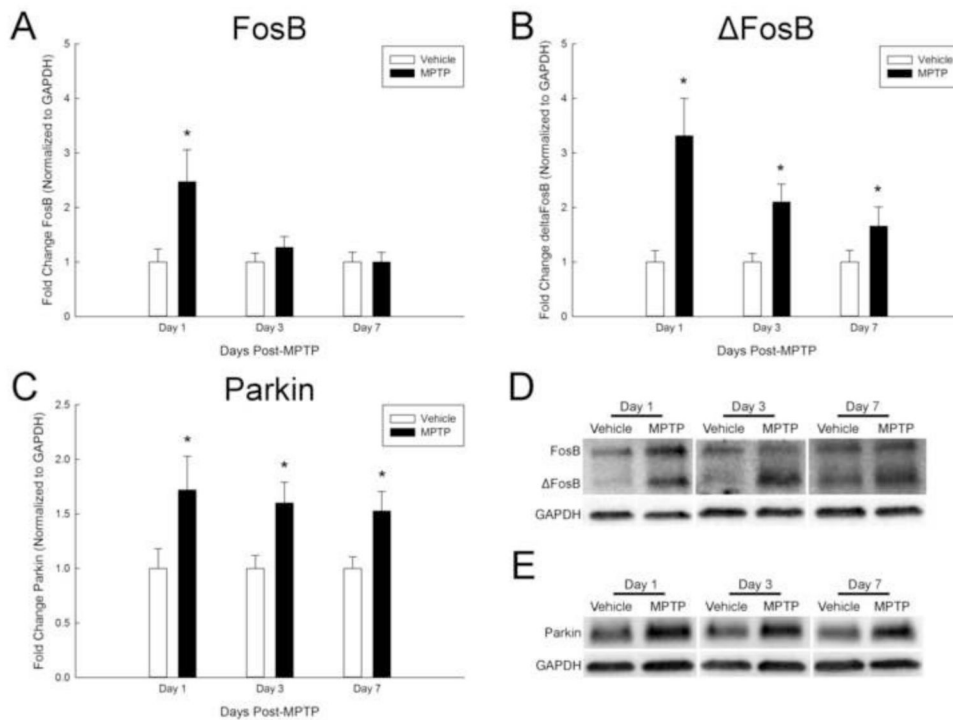 A
FosB
Fold Change FosB (Normalized to GAPDH)
5
4
3
2
1
0
Vehicle
MPTP
*
Day 1
Day 3
Day 7
Days Post-MPTP
B
ΔFosB
Fold Change deltaFosB (Normalized to GAPDH)
5
4
3
2
1
0
Vehicle
MPTP
*
*
*
Day 1
Day 3
Day 7
Days Post-MPTP
C
Parkin
Fold Change Parkin (Normalized to GAPDH)
2.5
2.0
1.5
1.0
0.5
0.0
Vehicle
MPTP
*
*
*
Day 1
Day 3
Day 7
Days Post-MPTP
D
Day 1 Day 3 Day 7
Vehicle MPTP Vehicle MPTP Vehicle MPTP
FosB
ΔFosB
GAPDH
E
Day 1 Day 3 Day 7
Vehicle MPTP Vehicle MPTP Vehicle MPTP
Parkin
GAPDH